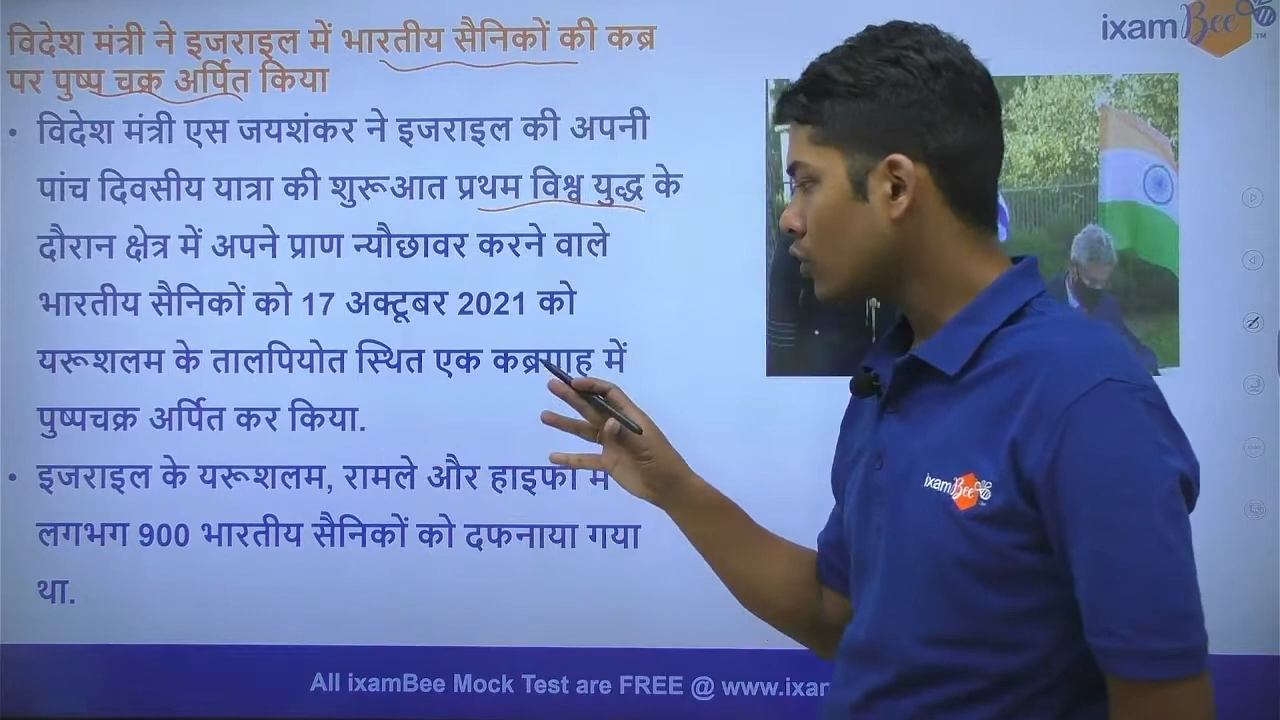 विदेश मंत्री ने इजराइल में भारतीय सैनिकों की कब्र
पर पुष्प चक्र अर्पित किया
ixamBee™
• विदेश मंत्री एस जयशंकर ने इजराइल की अपनी
पांच दिवसीय यात्रा की शुरूआत प्रथम विश्व युद्ध के
दौरान क्षेत्र में अपने प्राण न्यौछावर करने वाले
भारतीय सैनिकों को 17 अक्टूबर 2021 को
यरूशलम के तालपियोत स्थित एक कब्रगाह में
पुष्पचक्र अर्पित कर किया.
• इजराइल के यरूशलम, रामले और हाइफा में
लगभग 900 भारतीय सैनिकों को दफनाया गया
था.
ixamBee
All ixamBee Mock Test are FREE @ www.ixam